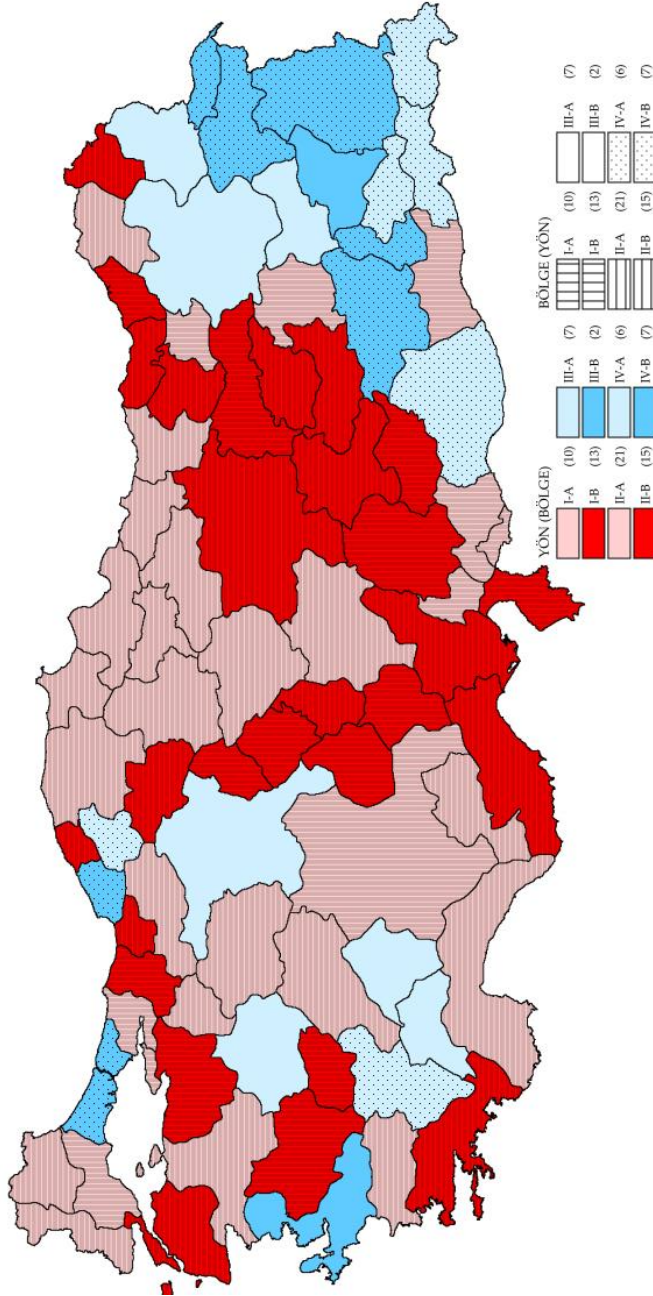 YÖN (BÖLGE) BÖLGE (YÖN)
I-A (10) III-A (7) I-A (10) III-A (7)
I-B (13) III-B (2) I-B (13) III-B (2)
II-A (21) IV-A (6) II-A (21) IV-A (6)
II-B (15) IV-B (7) II-B (15) IV-B (7)